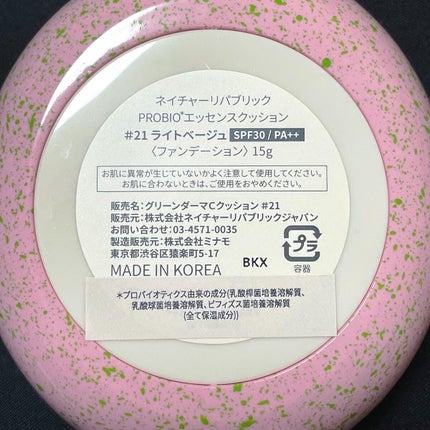 ネイチャーリパブリック
PROBIO*エッセンスクッション
#21 ライトベージュ SPF30 / PA++
〈ファンデーション〉 15g
お肌に異常が生じていないかよく注意して使用してください。
お肌に合わないときは、ご使用をおやめください。
販売名：グリーンダーマCクッション #21
販売元：株式会社ネイチャーリパブリックジャパン
お問い合わせ：03-4571-0035
製造販売元：株式会社ミナモ
東京都渋谷区猿楽町5-17
MADE IN KOREA
BKX
プラ
容器
*プロバイオティクス由来の成分(乳酸桿菌培養溶解質、
乳酸球菌培養溶解質、ビフィズス菌培養溶解質
(全て保湿成分))